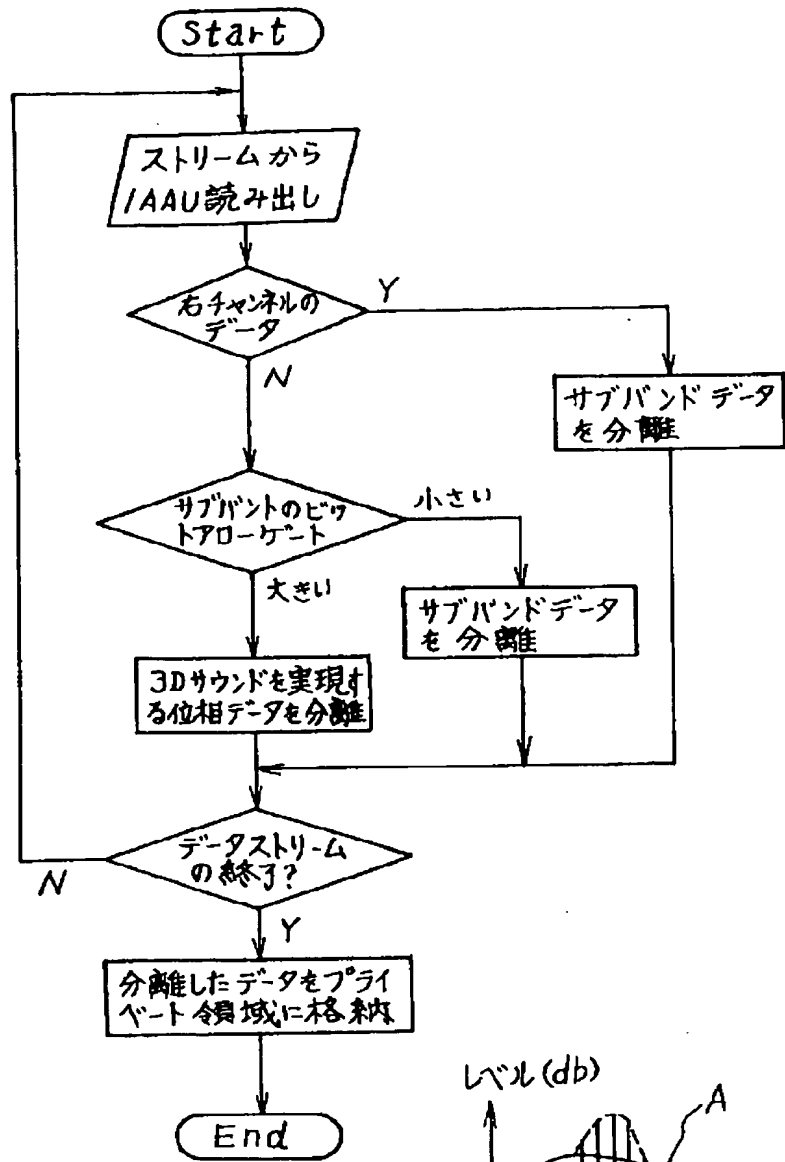 Start
ストリームから
1AAU読み出し
右チャンネルの
データ
Y
N
サブバンドデータ
を分離
サブバントのビッ
トアローケート
小さい
大きい
サブバンドデータ
を分離
3Dサウンドを実現す
る位相データを分離
データストリーム
の終了?
N
Y
分離したデータをプライ
ベート領域に格納
End
レベル(db)
A